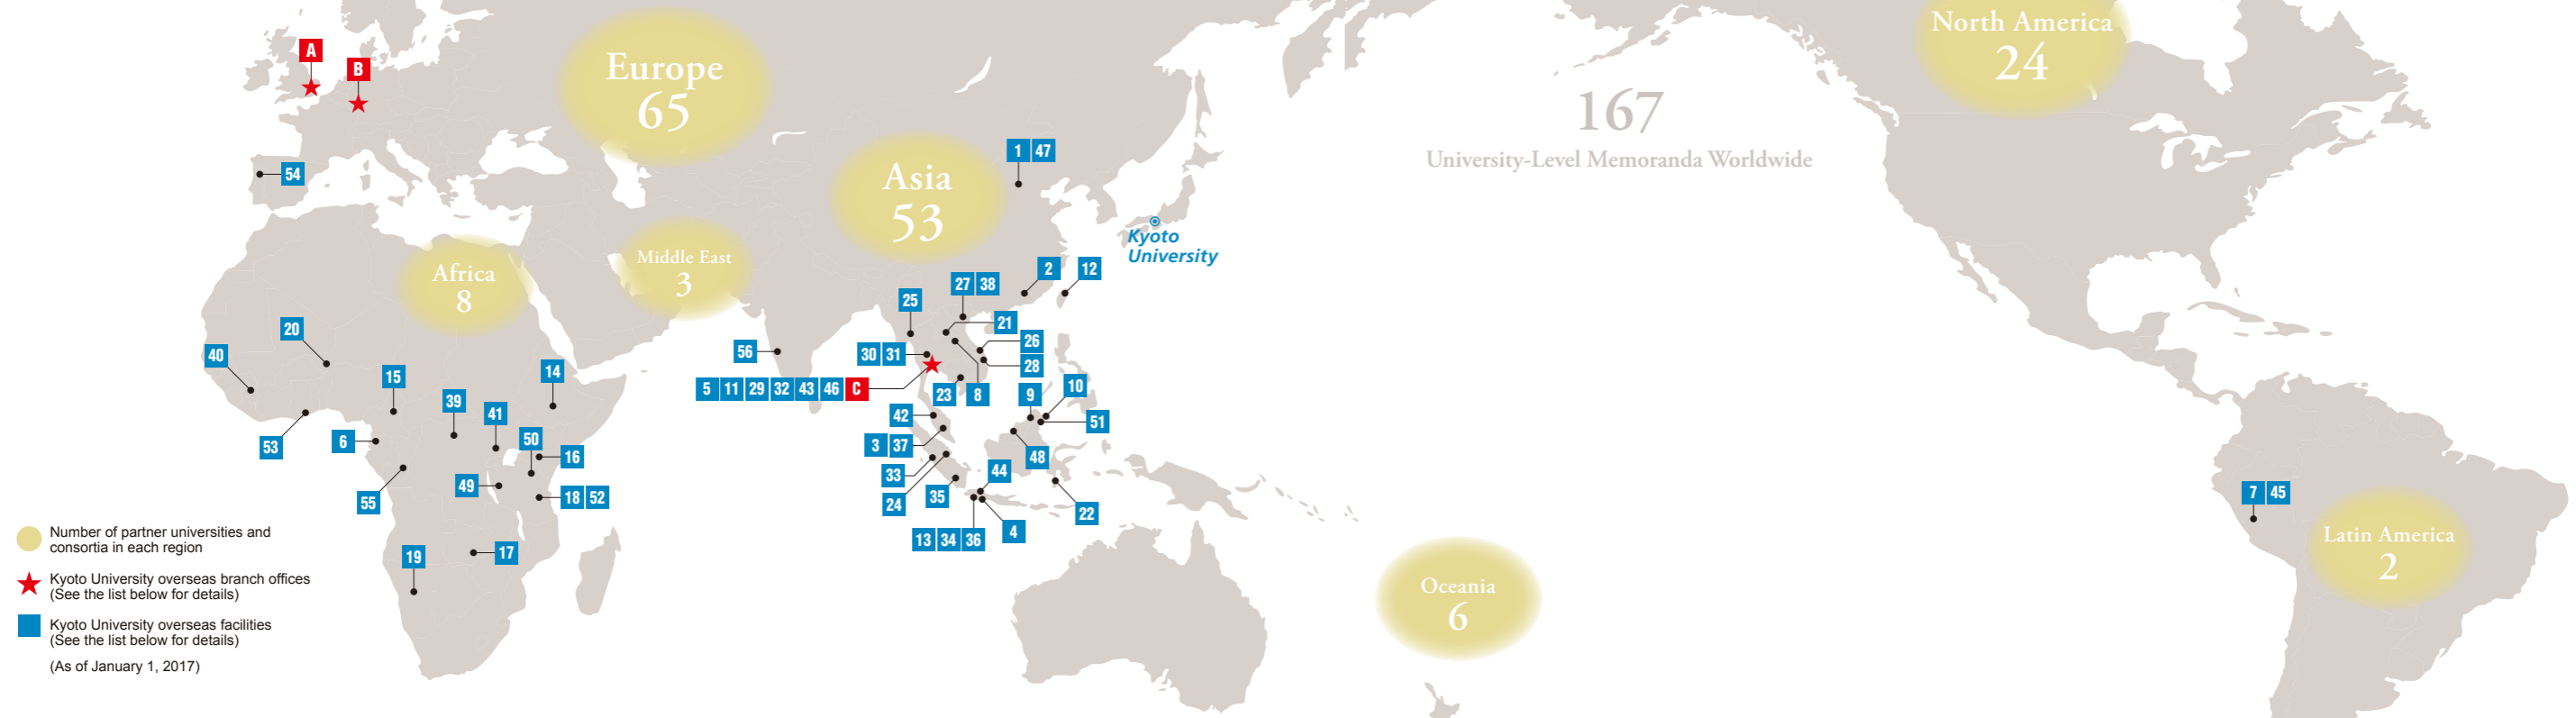 North America
24
A
B
Europe
65
167
University-Level Memoranda Worldwide
1 47
54
Asia
53
Kyoto
University
Middle East
3
Africa
8
2
12
27 38
25
21
20
26
40
56
30 31
28
15
14
5 11 29 32 43 46 C
23
8
9
10
39
41
42
51
53
6
50
16
3 37
48
33
44
49
24
35
7 45
55
18 52
22
4
13 34 36
Number of partner universities and
consortia in each region
Latin America
2
19
17
Kyoto University overseas branch offices
(See the list below for details)
Oceania
6
Kyoto University overseas facilities
(See the list below for details)
(As of January 1, 2017)